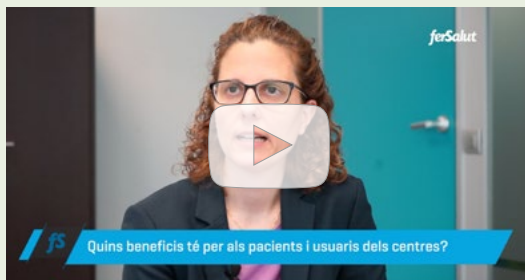 ferSalut
fS
Quins beneficis té per als pacients i usuaris dels centres?